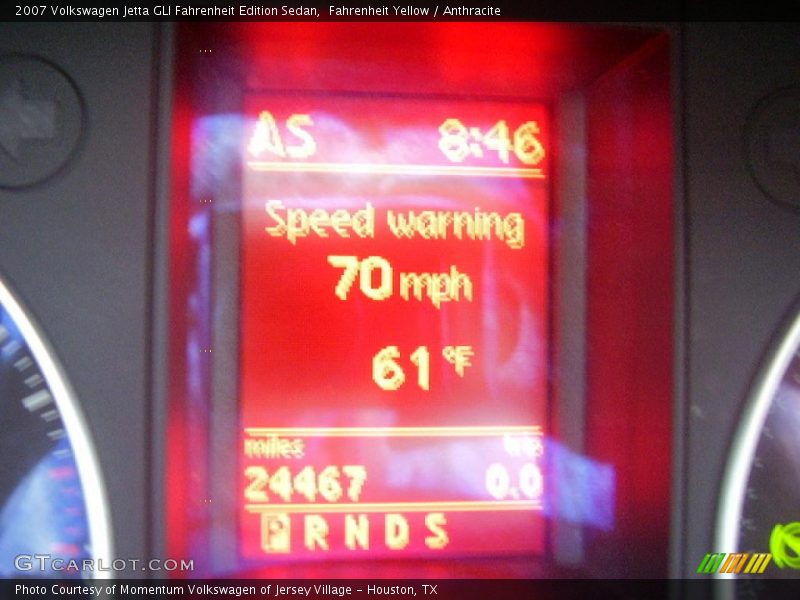 2007 Volkswagen Jetta GLI Fahrenheit Edition Sedan,  Fahrenheit Yellow / Anthracite
AS 8:46
Speed warning
70 mph
61 °F
miles trip
24467 0.0
P R N D S
GTCARLOT.COM
Photo Courtesy of Momentum Volkswagen of Jersey Village - Houston, TX